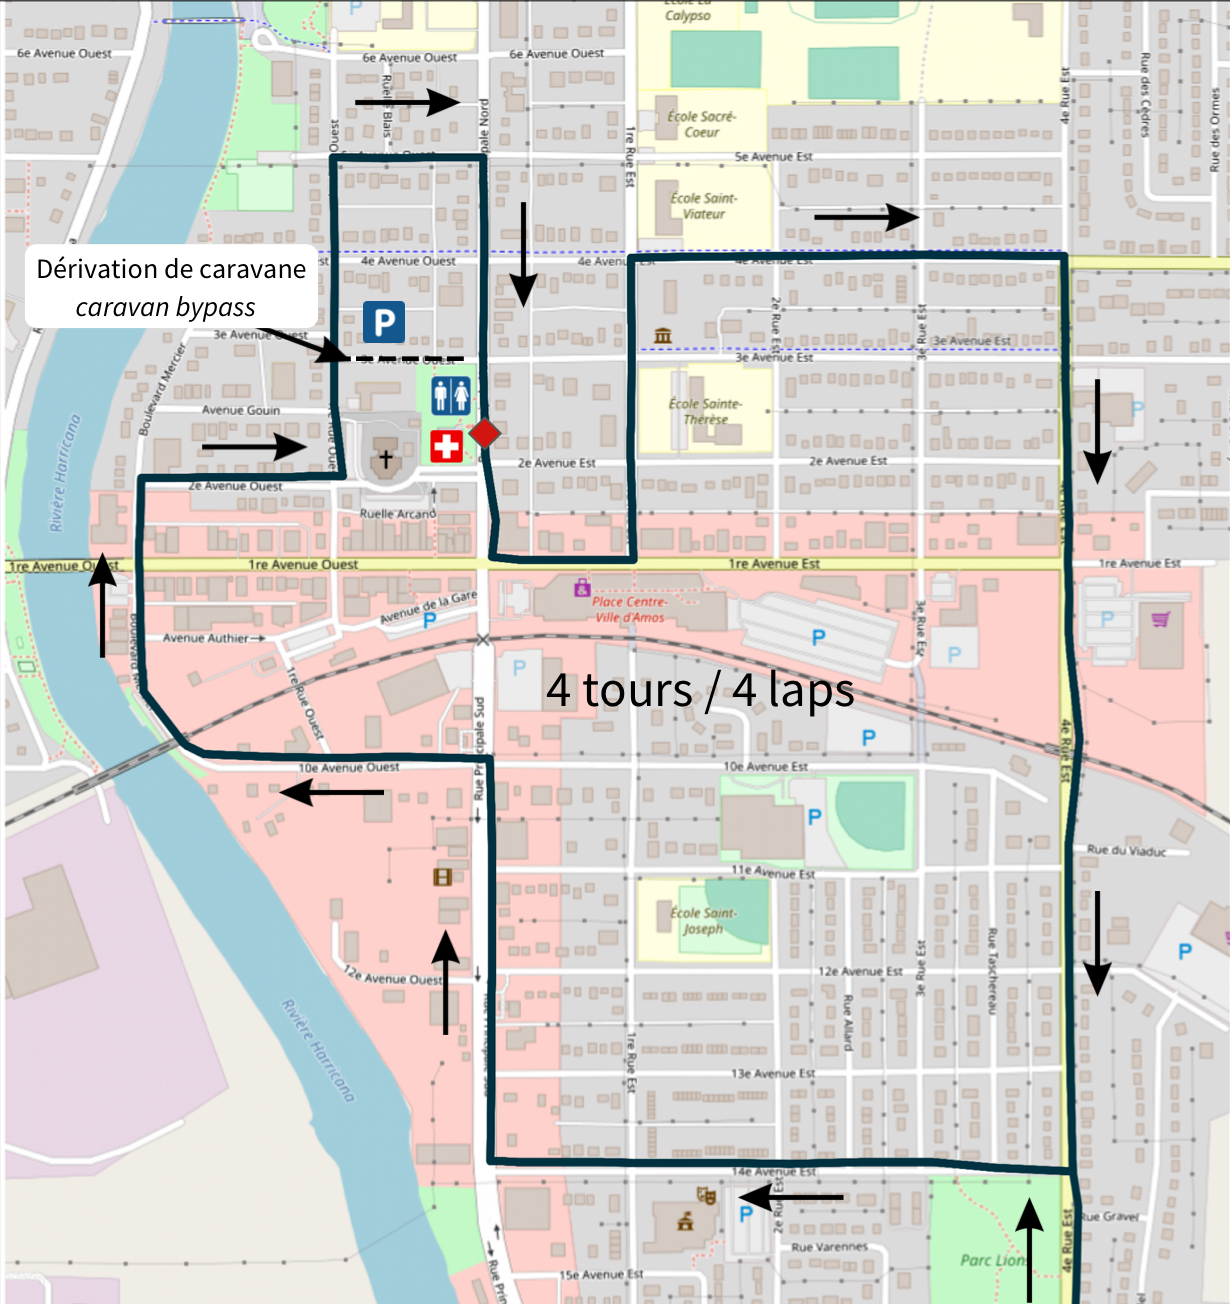 École La
Calypso
P
6e Avenue Ouest
6e Avenue Ouest
6e Avenue Ouest
Ruelle Blais
4e Rue Est
Rue des Cèdres
Rue des Ormes
École Sacré-
Coeur
1re Rue Est
5e Avenue Est
École Saint-
Viateur
4e Avenue Ouest
4e Avenue Est
Dérivation de caravane
caravan bypass
P
2e Rue Est
3e Rue Est
3e Avenue Ouest
3e Avenue Ouest
3e Avenue Est
3e Avenue Est
Boulevard Mercier
Avenue Gouin
École Sainte-
Thérèse
P
Rivière Harricana
2e Avenue Ouest
2e Avenue Est
2e Avenue Est
Ruelle Arcand
1re Avenue Ouest
1re Avenue Ouest
1re Avenue Est
1re Avenue Est
Avenue de la Gare
P
Place Centre-
Ville d'Amos
Avenue Authier
P
P
P
3e Rue Est
P
1re Rue Ouest
4 tours / 4 laps
Rue Principale Sud
P
4e Rue Est
10e Avenue Ouest
10e Avenue Est
P
Rue du Viaduc
11e Avenue Est
École Saint-
Joseph
12e Avenue Ouest
12e Avenue Est
3e Rue Est
Rue Taschereau
P
Rue Allard
Rivière Harricana
1re Rue Est
13e Avenue Est
14e Avenue Est
2e Rue Est
P
4e Rue Est
Rue Gravel
Rue Varennes
Parc Lions
15e Avenue Est